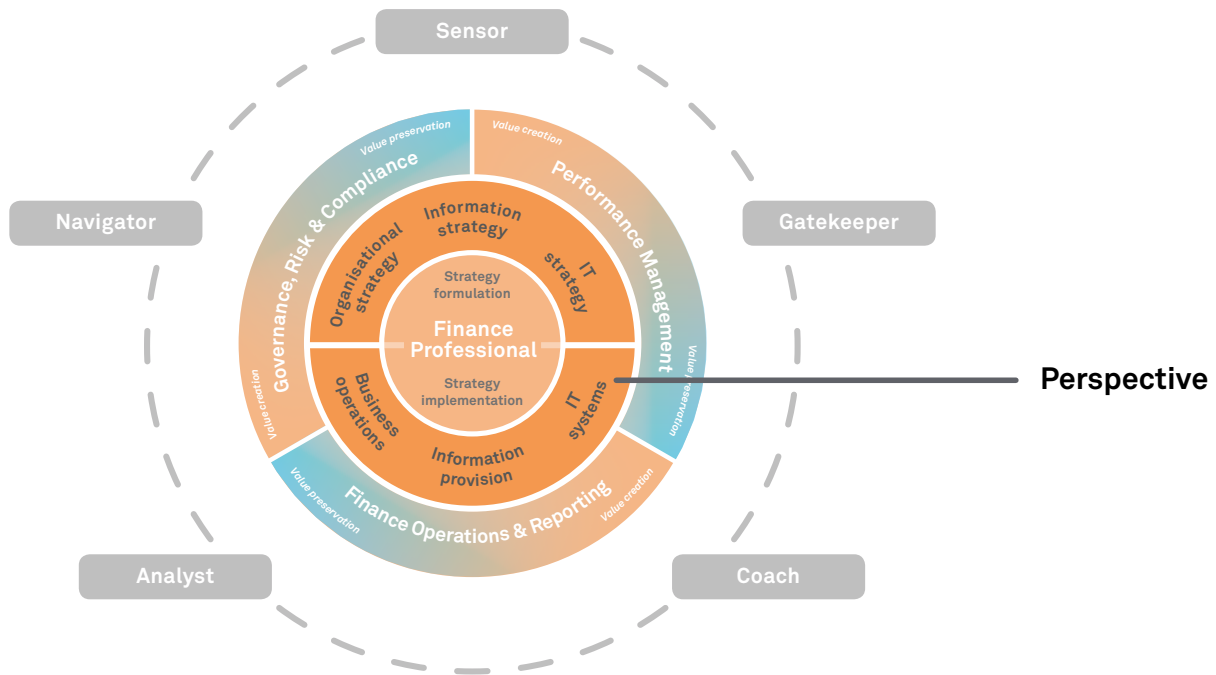 Sensor
Navigator
Gatekeeper
Value preservation
Value creation
Governance, Risk & Compliance
Performance Management
Organisational
strategy
Information
strategy
IT
strategy
Strategy
formulation
Finance
Professional
Strategy
implementation
Business
operations
Information
provision
IT
systems
Perspective
Value creation
Value preservation
Value preservation
Finance Operations & Reporting
Value creation
Analyst
Coach